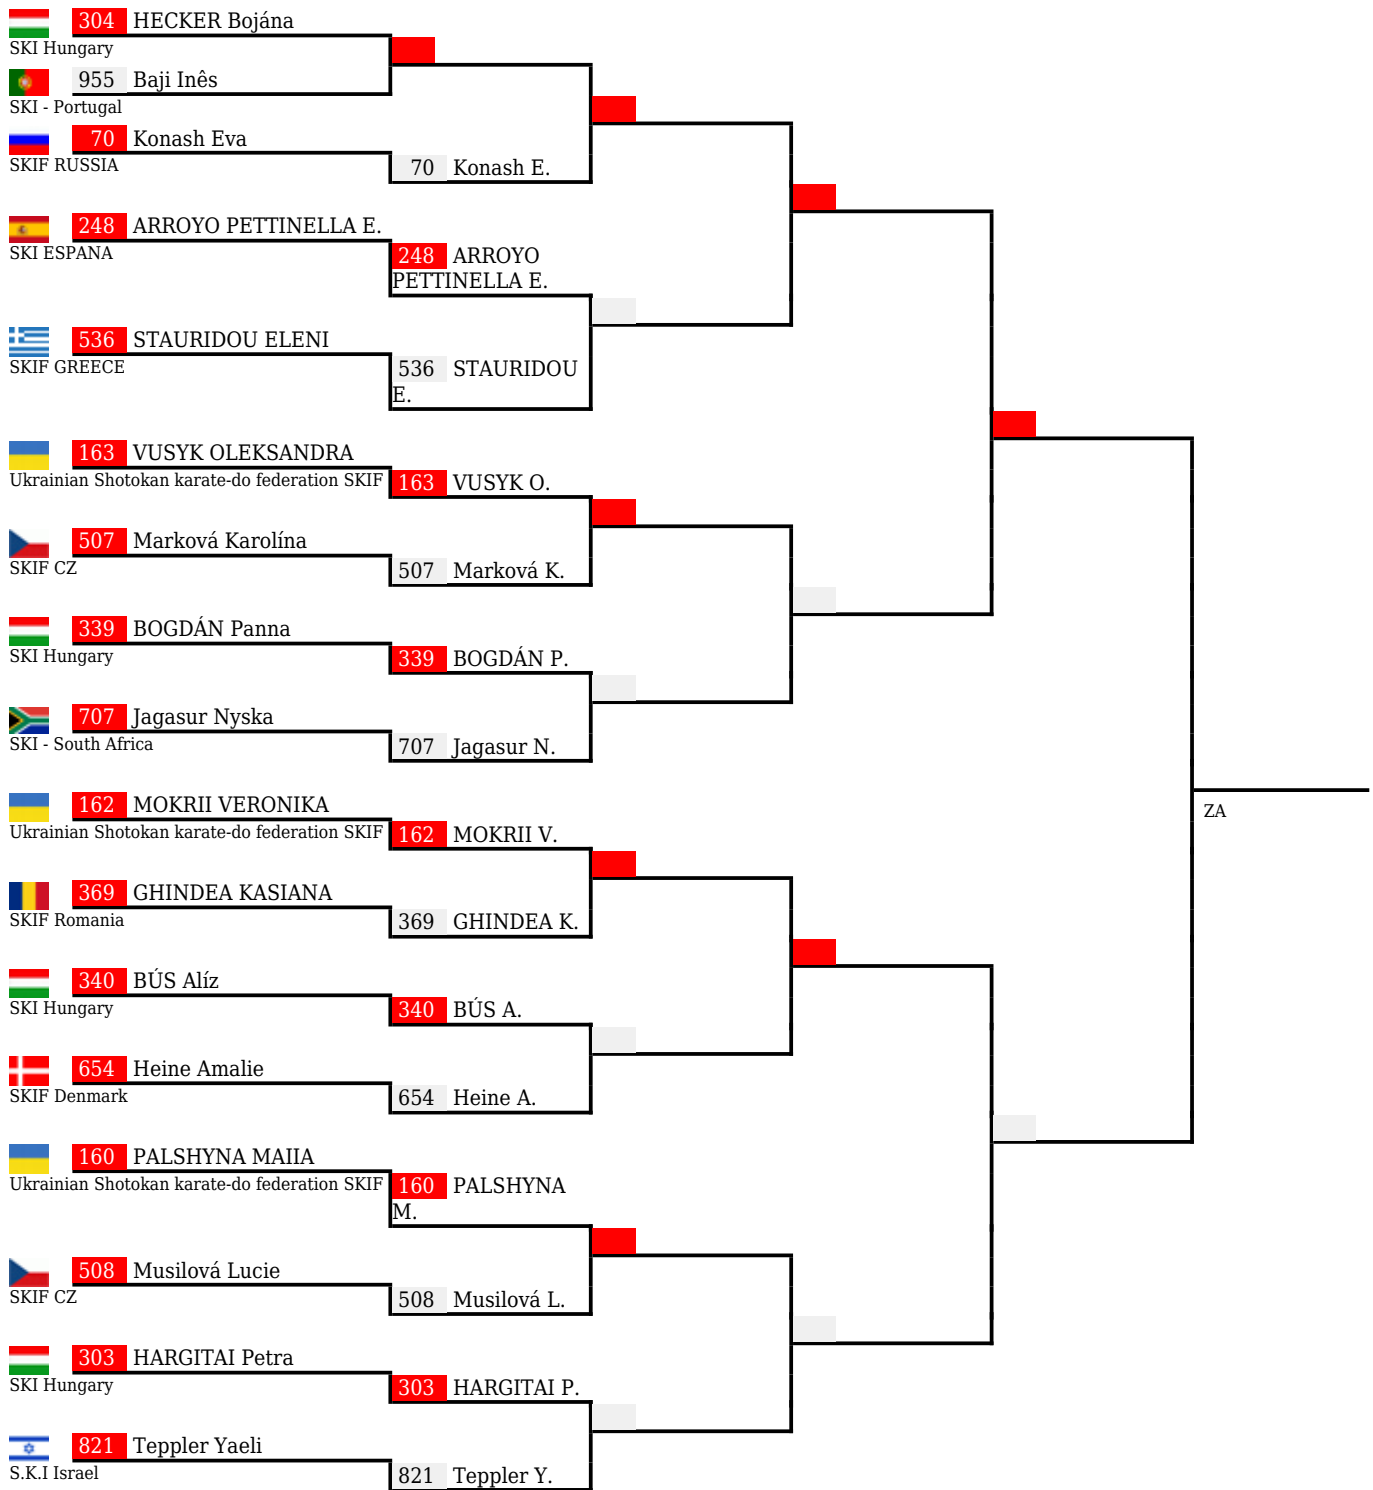 304 HECKER Bojána
SKI Hungary
955 Baji Inês
SKI - Portugal
70 Konash Eva
SKIF RUSSIA
70 Konash E.
248 ARROYO PETTINELLA E.
SKI ESPANA
248 ARROYO
PETTINELLA E.
536 STAURIDOU ELENI
SKIF GREECE
536 STAURIDOU
E.
163 VUSYK OLEKSANDRA
Ukrainian Shotokan karate-do federation SKIF
163 VUSYK O.
507 Marková Karolína
SKIF CZ
507 Marková K.
339 BOGDÁN Panna
SKI Hungary
339 BOGDÁN P.
707 Jagasur Nyska
SKI - South Africa
707 Jagasur N.
162 MOKRII VERONIKA
Ukrainian Shotokan karate-do federation SKIF
162 MOKRII V.
ZA
369 GHINDEA KASIANA
SKIF Romania
369 GHINDEA K.
340 BÚS Alíz
SKI Hungary
340 BÚS A.
654 Heine Amalie
SKIF Denmark
654 Heine A.
160 PALSHYNA MAIIA
Ukrainian Shotokan karate-do federation SKIF
160 PALSHYNA
M.
508 Musilová Lucie
SKIF CZ
508 Musilová L.
303 HARGITAI Petra
SKI Hungary
303 HARGITAI P.
821 Teppler Yaeli
S.K.I Israel
821 Teppler Y.